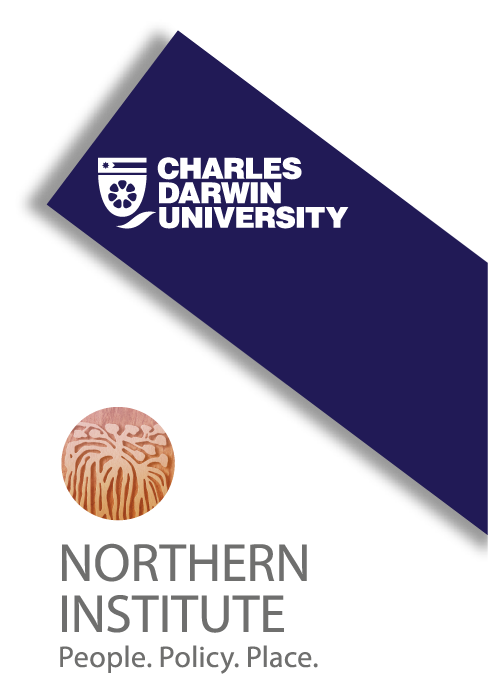 CHARLES
DARWIN
UNIVERSITY
NORTHERN
INSTITUTE
People. Policy. Place.